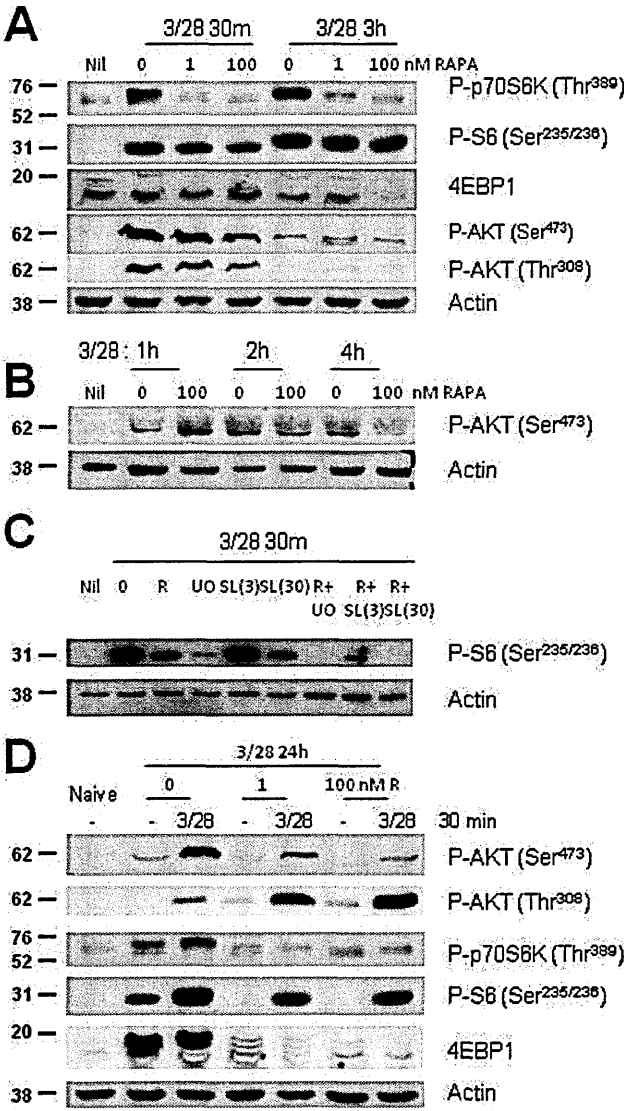 A
3/28 30m 3/28 3h
Nil 0 1 100 0 1 100 nM RAPA
76
52
P-p70S6K (Thr389)
31
P-S6 (Ser235/236)
20
4EBP1
62
P-AKT (Ser473)
62
P-AKT (Thr308)
38
Actin
B
3/28 : 1h 2h 4h
Nil 0 100 0 100 0 100 nM RAPA
62
P-AKT (Ser473)
38
Actin
C
3/28 30m
Nil 0 R UO SL(3) SL(30) R+ R+ R+
UO SL(3) SL(30)
31
P-S6 (Ser235/236)
38
Actin
D
3/28 24h
Naive 0 1 100 nM R
- - 3/28 - 3/28 - 3/28 30 min
62
P-AKT (Ser473)
62
P-AKT (Thr308)
76
52
P-p70S6K (Thr389)
31
P-S6 (Ser235/236)
20
4EBP1
38
Actin